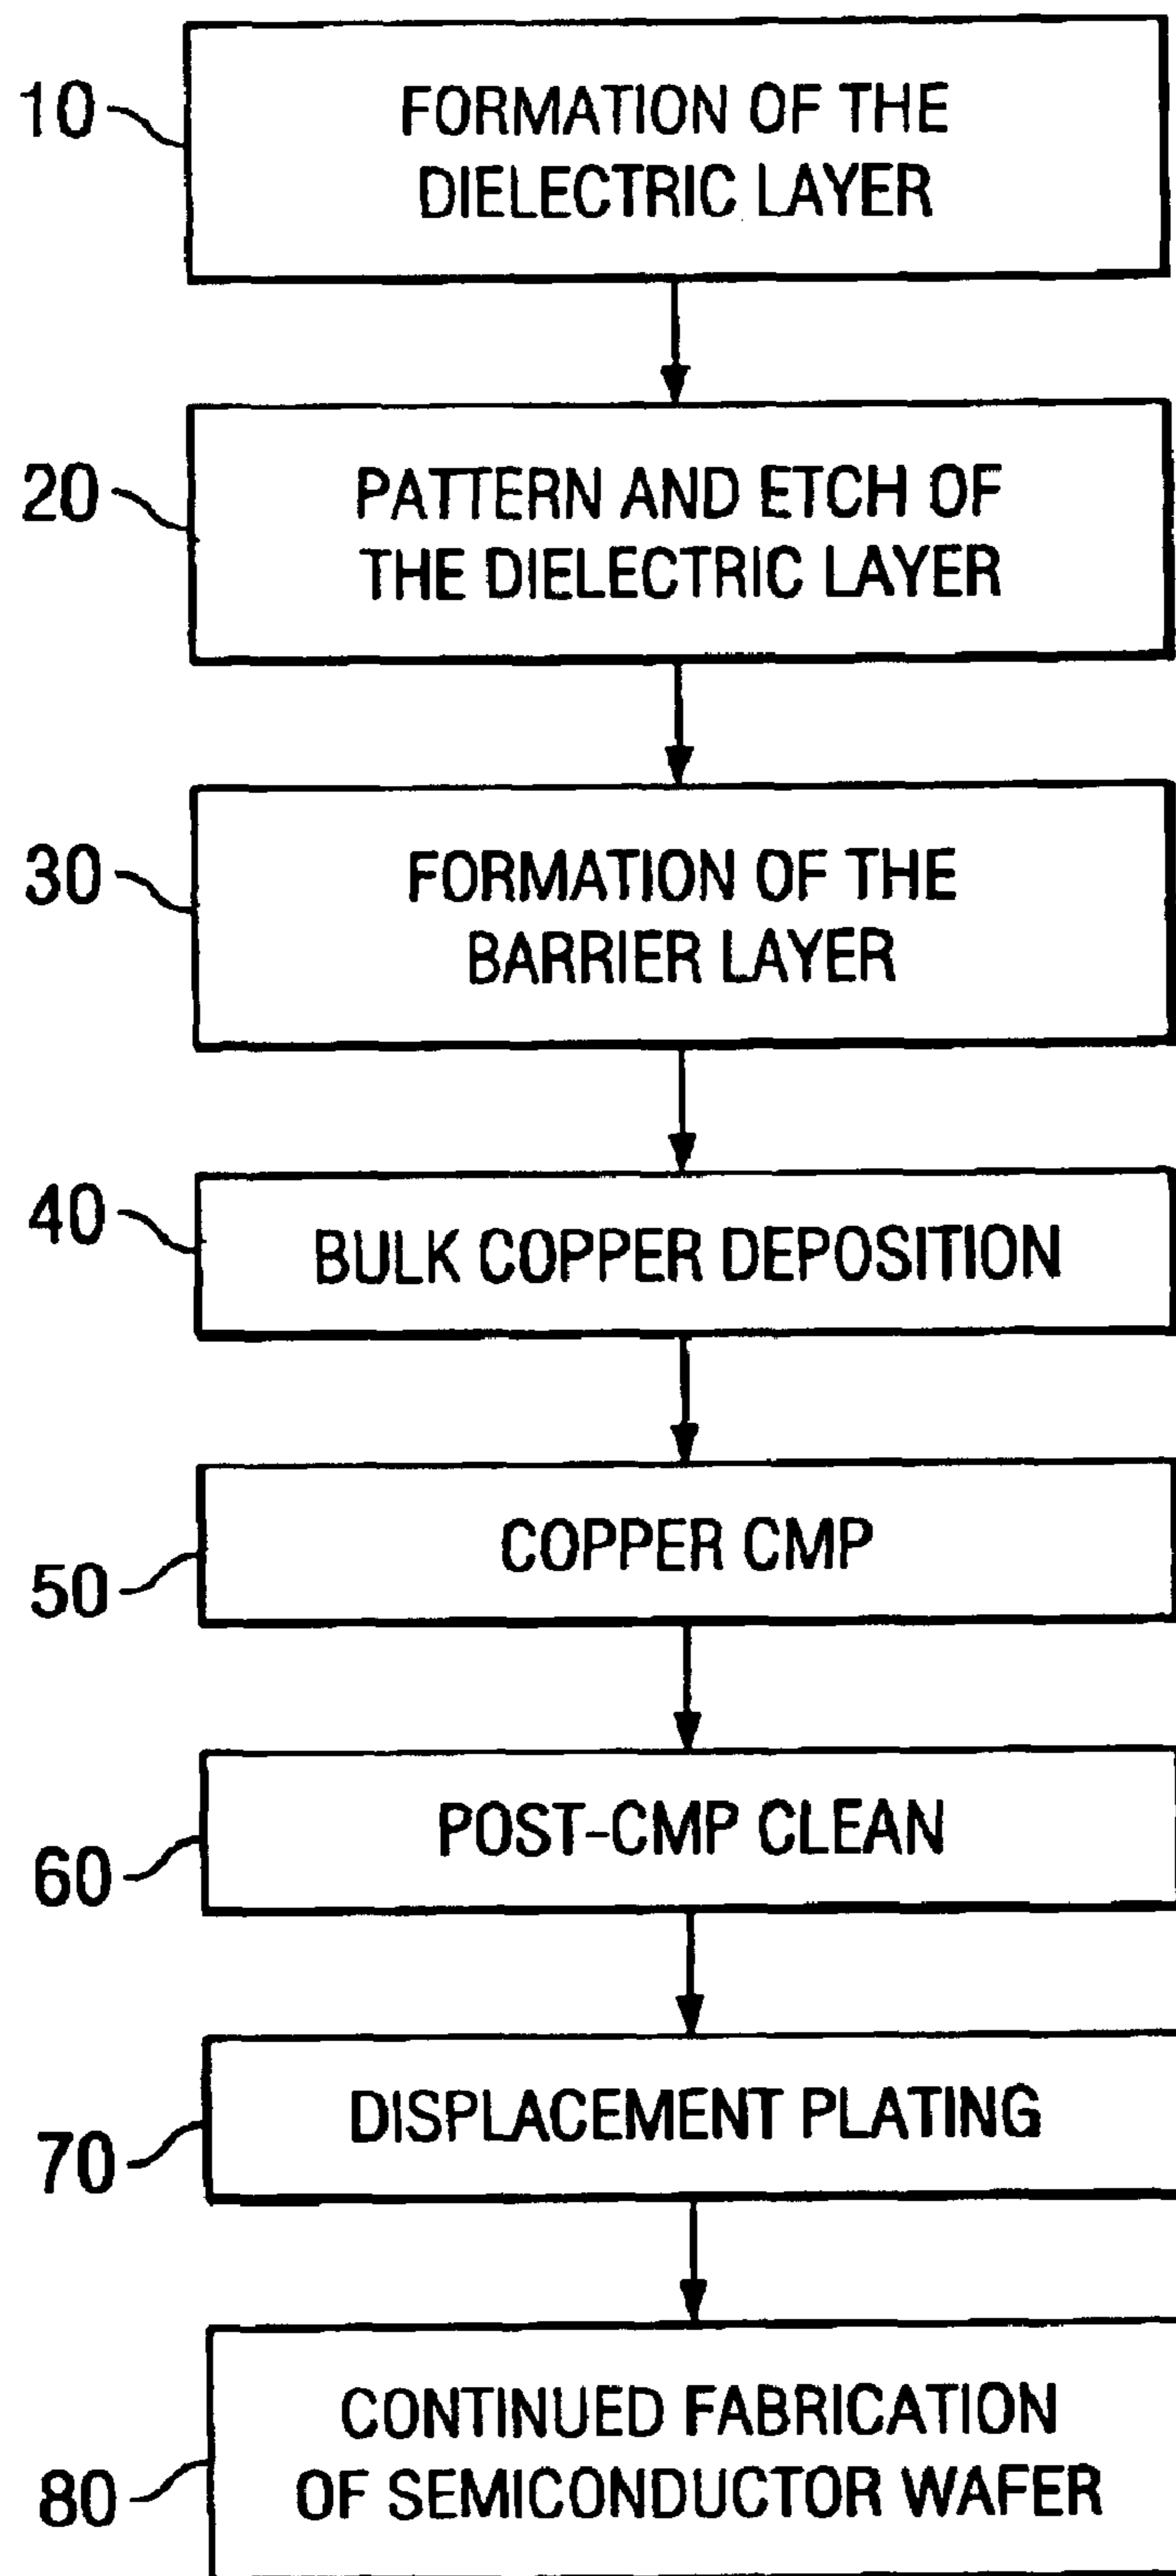 10
FORMATION OF THE
DIELECTRIC LAYER
20
PATTERN AND ETCH OF
THE DIELECTRIC LAYER
30
FORMATION OF THE
BARRIER LAYER
40
BULK COPPER DEPOSITION
50
COPPER CMP
60
POST-CMP CLEAN
70
DISPLACEMENT PLATING
80
CONTINUED FABRICATION
OF SEMICONDUCTOR WAFER